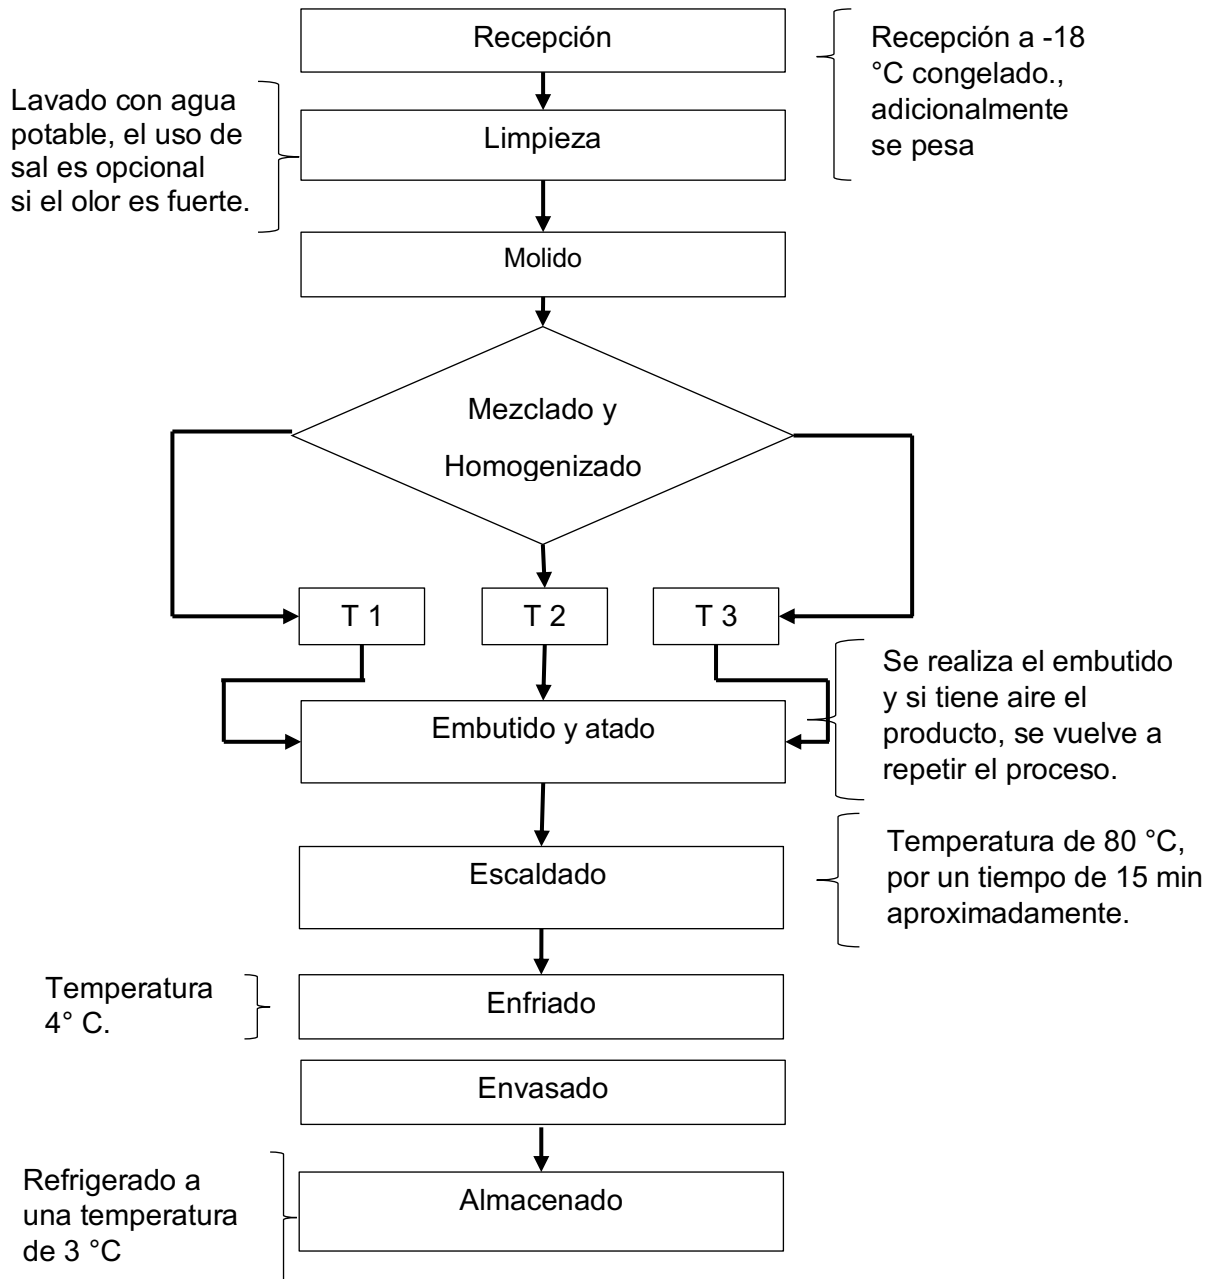 Recepción
Recepción a -18
°C congelado.,
adicionalmente
se pesa
Lavado con agua
potable, el uso de
sal es opcional
si el olor es fuerte.
Limpieza
Molido
Mezclado y
Homogenizado
T 1
T 2
T 3
Se realiza el embutido
y si tiene aire el
producto, se vuelve a
repetir el proceso.
Embutido y atado
Escaldado
Temperatura de 80 °C,
por un tiempo de 15 min
aproximadamente.
Temperatura
4° C.
Enfriado
Envasado
Refrigerado a
una temperatura
de 3 °C
Almacenado